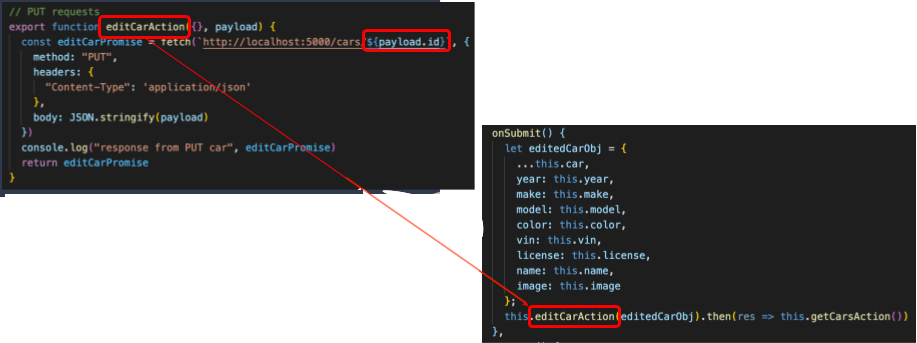 // PUT requests
export function editCarAction({}, payload) {
const editCarPromise = fetch(`http://localhost:5000/cars/${payload.id}`, {
method: "PUT",
headers: {
"Content-Type": 'application/json'
},
body: JSON.stringify(payload)
})
console.log("response from PUT car", editCarPromise)
return editCarPromise
}
onSubmit() {
let editedCarObj = {
...this.car,
year: this.year,
make: this.make,
model: this.model,
color: this.color,
vin: this.vin,
license: this.license,
name: this.name,
image: this.image
};
this.editCarAction(editedCarObj).then(res => this.getCarsAction())
},